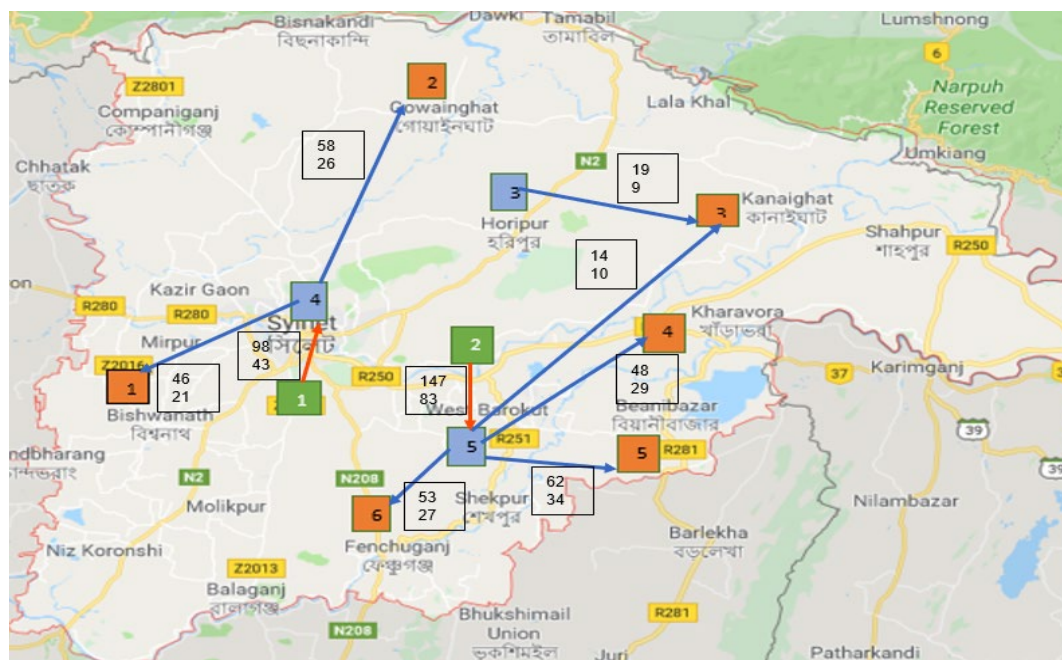 Bisnakandi
বিছনাকান্দি
Dawki
Tamabil
তামাবিল
Lumshnong
Z2801
2
6
Companiganj
কোম্পানীগঞ্জ
Gowainghat
গোয়াইনঘাট
Lala Khal
Narpuh
Reserved
Forest
58
26
N2
19
9
Umkiang
Chhatak
ছাতক
3
Kanaighat
কানাইঘাট
3
Horipur
হরিপুর
Shahpur
শাহপুর
R250
14
10
Kazir Gaon
4
R280
R280
Sylhet
সিলেট
Kharavora
খাঁড়াভরা
4
Mirpur
98
43
2
Z2016
46
21
R250
147
83
48
29
37
Karimganj
1
1
West Barokut
Beanibazar
বিয়ানীবাজার
Bishwanath
বিশ্বনাথ
5
R251
5
R281
39
39
N2
N208
62
34
Molikpur
53
27
Shekpur
শেখপুর
Nilambazar
6
Fenchuganj
ফেঞ্চুগঞ্জ
Barlekha
বড়লেখা
Niz Koronshi
Z2013
Balaganj
বালাগঞ্জ
Bhukshimail
Union
ভুকশিমইল
R281
N208
Juri
Patharkandi